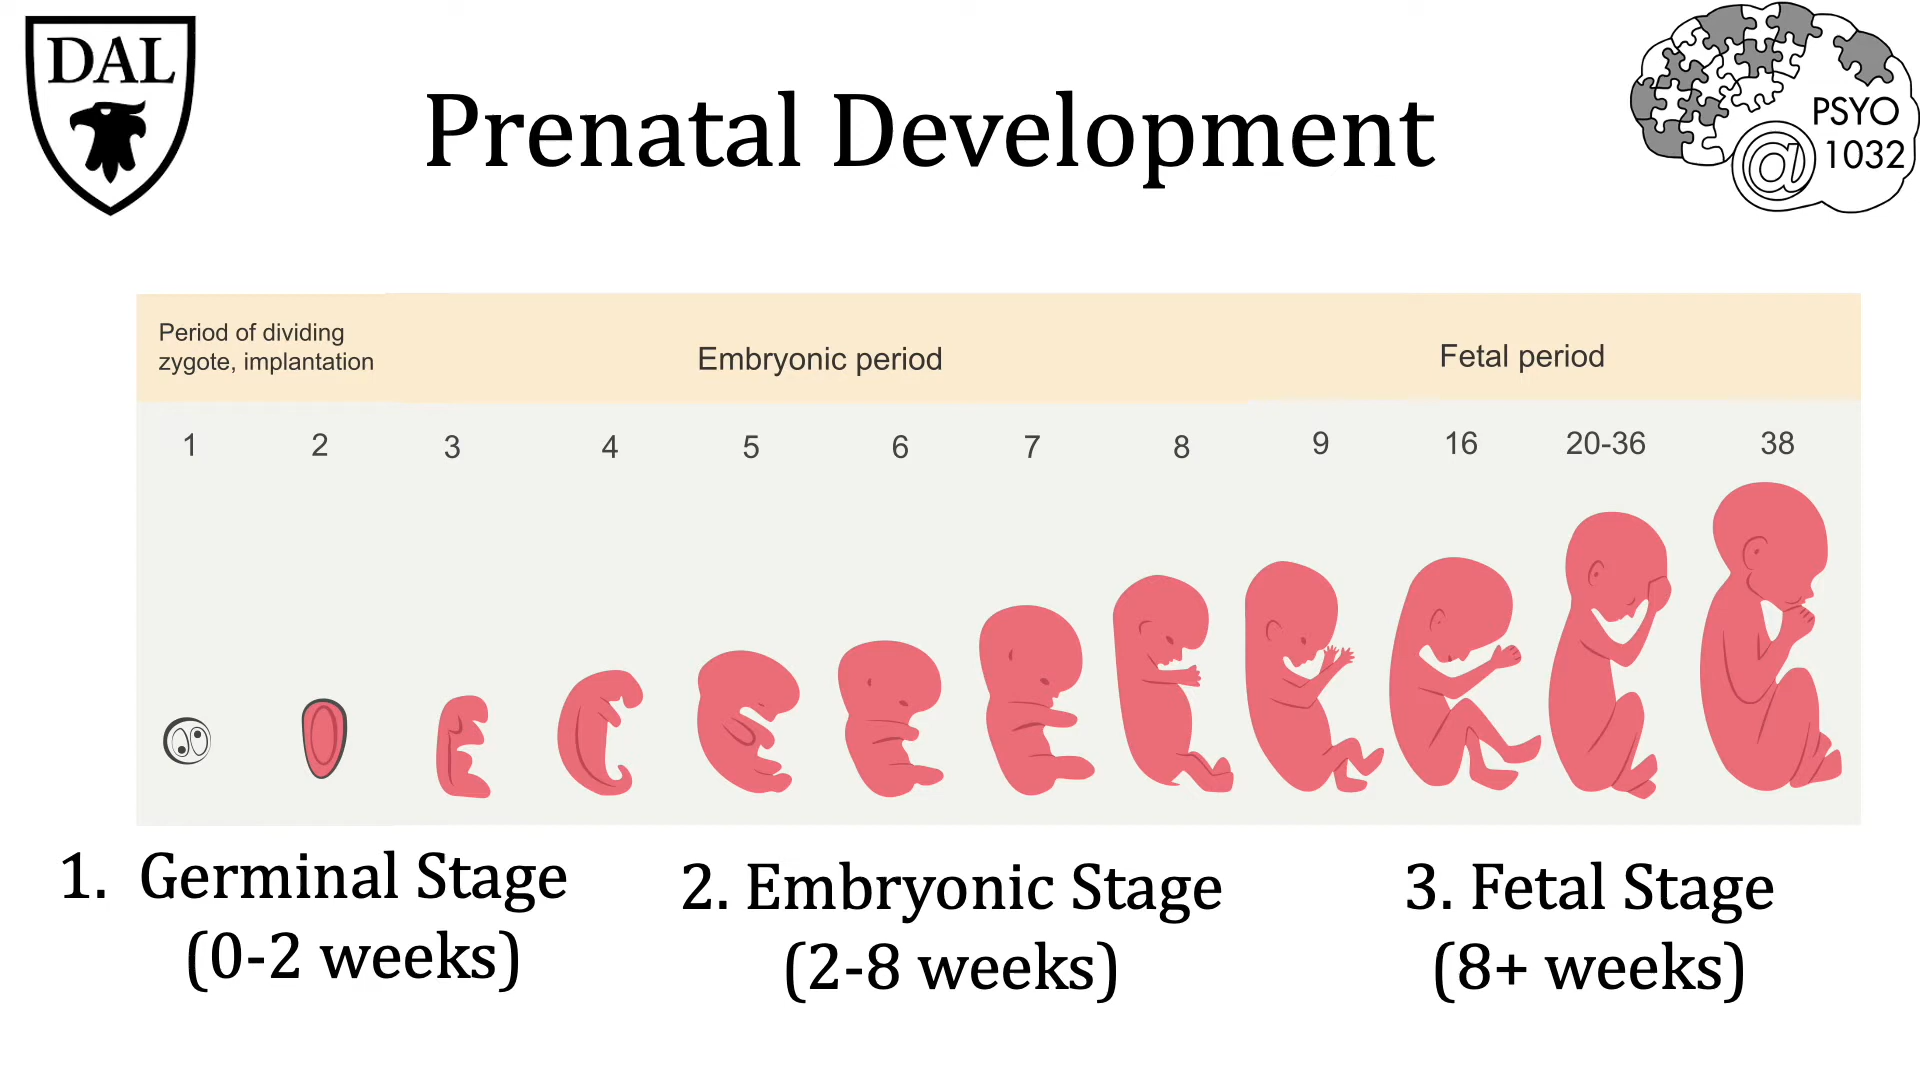 DAL
Prenatal Development
PSYO
@ 1032
Period of dividing
zygote, implantation
Embryonic period
Fetal period
1 2 3 4 5 6 7 8 9 16 20-36 38
1. Germinal Stage
(0-2 weeks)
2. Embryonic Stage
(2-8 weeks)
3. Fetal Stage
(8+ weeks)